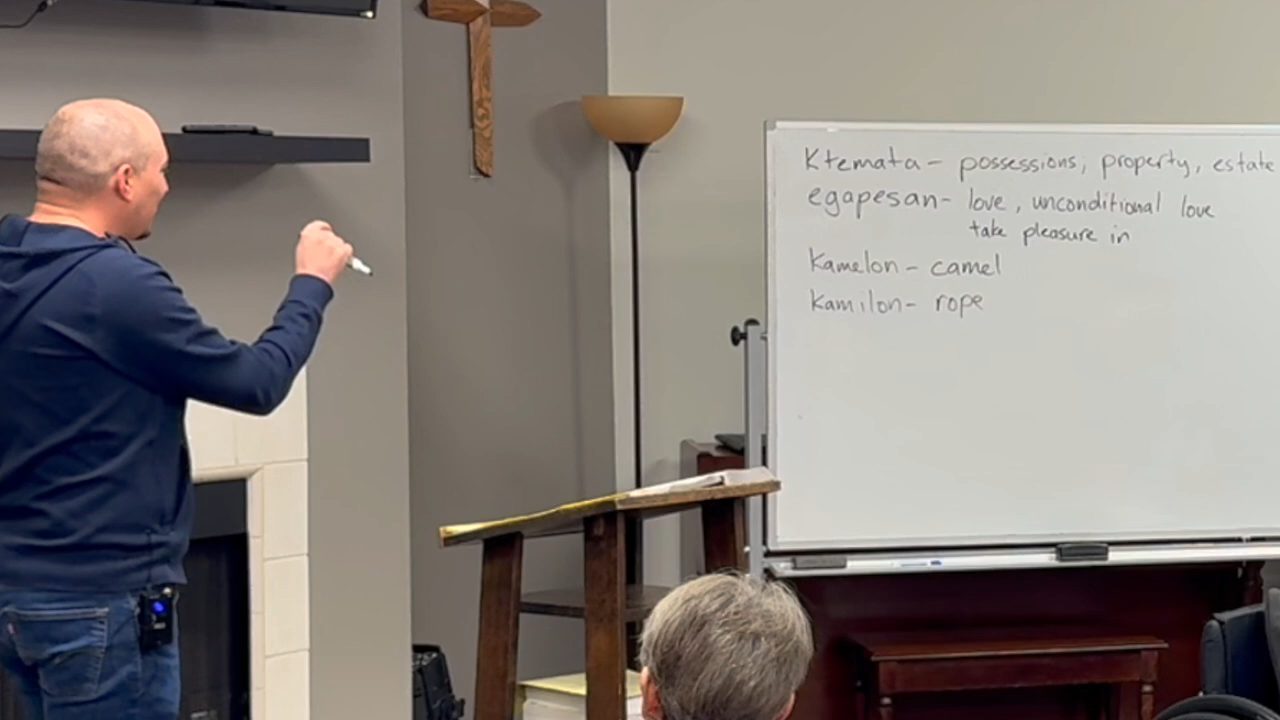 Ktemata - possessions, property, estate
egapesan - love, unconditional love
take pleasure in
Kamelon - camel
Kamilon - rope